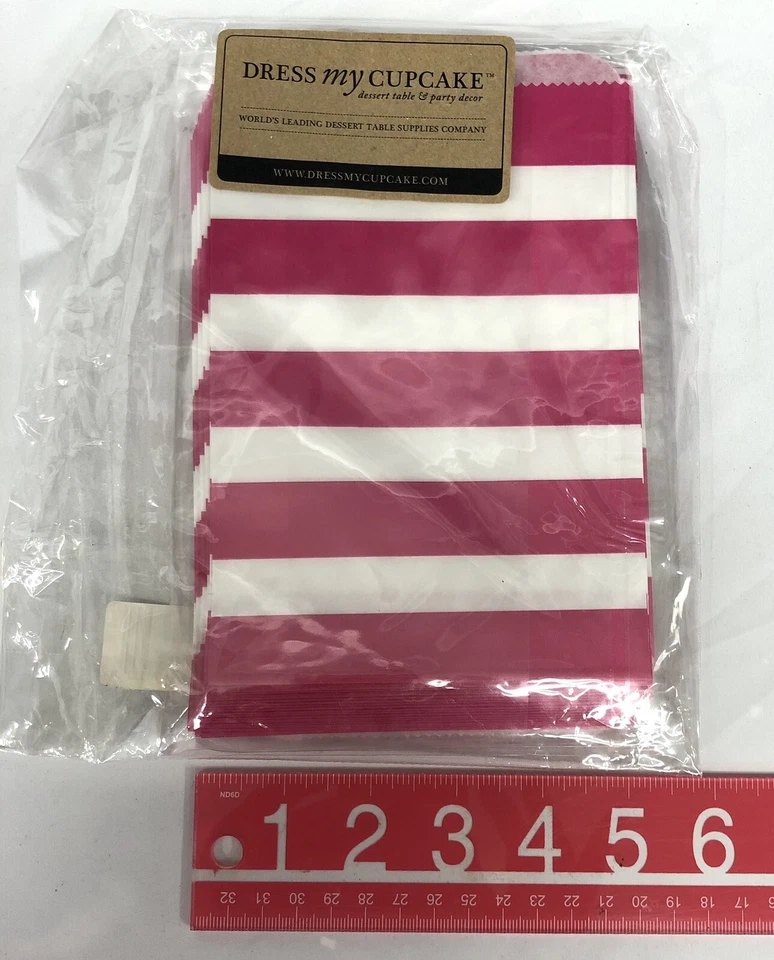 DRESS my CUPCAKE™
dessert table & party decor
WORLD'S LEADING DESSERT TABLE SUPPLIES COMPANY
WWW.DRESSMYCUPCAKE.COM
ND6D
1 2 3 4 5 6
32 31 30 29 28 27 26 25 24 23 22 21 20 19 18 17 16